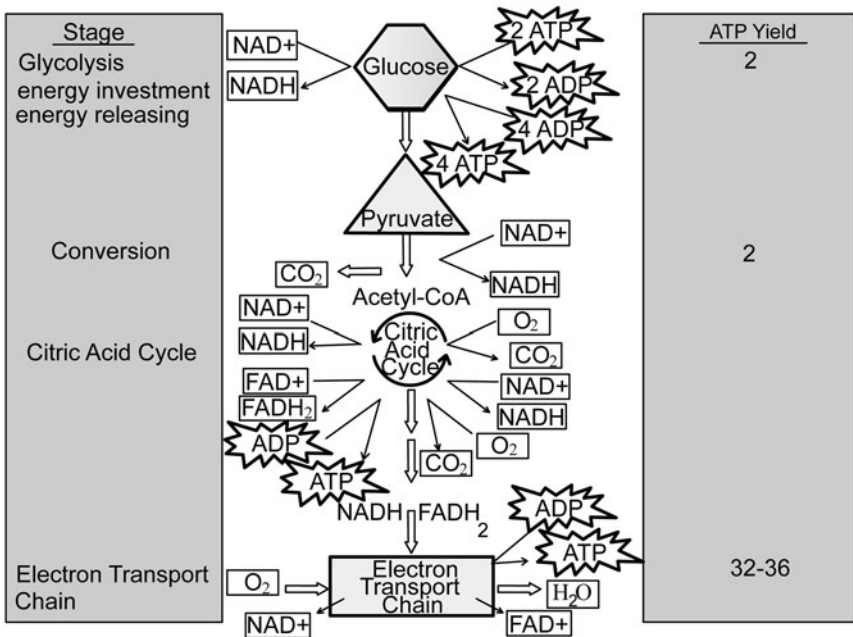 Stage
Glycolysis
energy investment
energy releasing
Conversion
Citric Acid Cycle
Electron Transport
Chain
NAD+
NADH
Glucose
2 ATP
2 ADP
4 ADP
4 ATP
Pyruvate
NAD+
NADH
CO2
Acetyl-CoA
NAD+
NADH
FAD+
FADH2
ADP
ATP
Citric
Acid
Cycle
O2
CO2
NAD+
NADH
O2
CO2
NADH FADH2
ADP
ATP
O2
Electron
Transport
Chain
H2O
NAD+
FAD+
ATP Yield
2
2
32-36